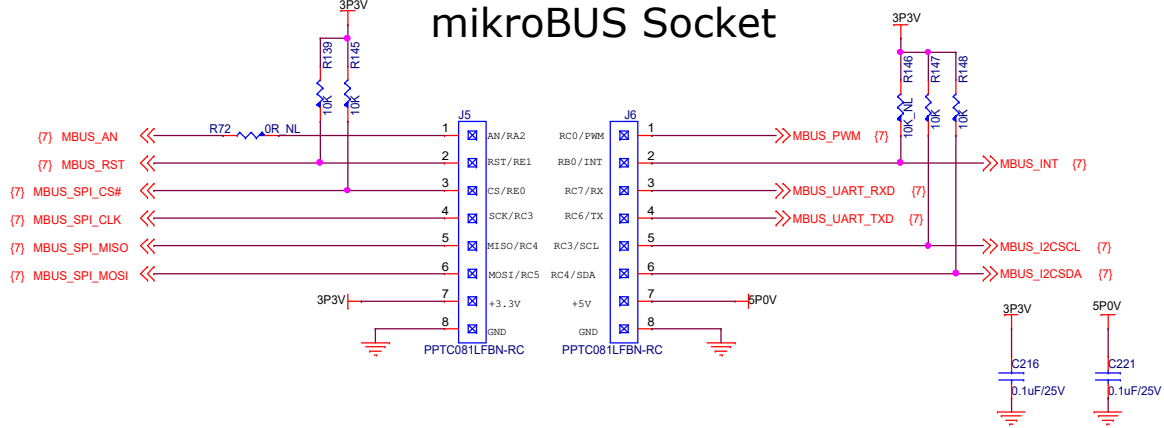 mikroBUS Socket
3P3V
R139
10K
R145
10K
3P3V
R146
10K_NL
R147
10K
R148
10K
J5
J6
{7} MBUS_AN
R72 0R_NL
1 AN/RA2
RC0/PWM 1
MBUS_PWM {7}
{7} MBUS_RST
2 RST/RE1
RB0/INT 2
MBUS_INT {7}
{7} MBUS_SPI_CS#
3 CS/RE0
RC7/RX 3
MBUS_UART_RXD {7}
{7} MBUS_SPI_CLK
4 SCK/RC3
RC6/TX 4
MBUS_UART_TXD {7}
{7} MBUS_SPI_MISO
5 MISO/RC4
RC3/SCL 5
MBUS_I2CSCL {7}
{7} MBUS_SPI_MOSI
6 MOSI/RC5
RC4/SDA 6
MBUS_I2CSDA {7}
3P3V
7 +3.3V
+5V 7
5P0V
8 GND
GND 8
PPTC081LFBN-RC
PPTC081LFBN-RC
3P3V
C216
0.1uF/25V
5P0V
C221
0.1uF/25V